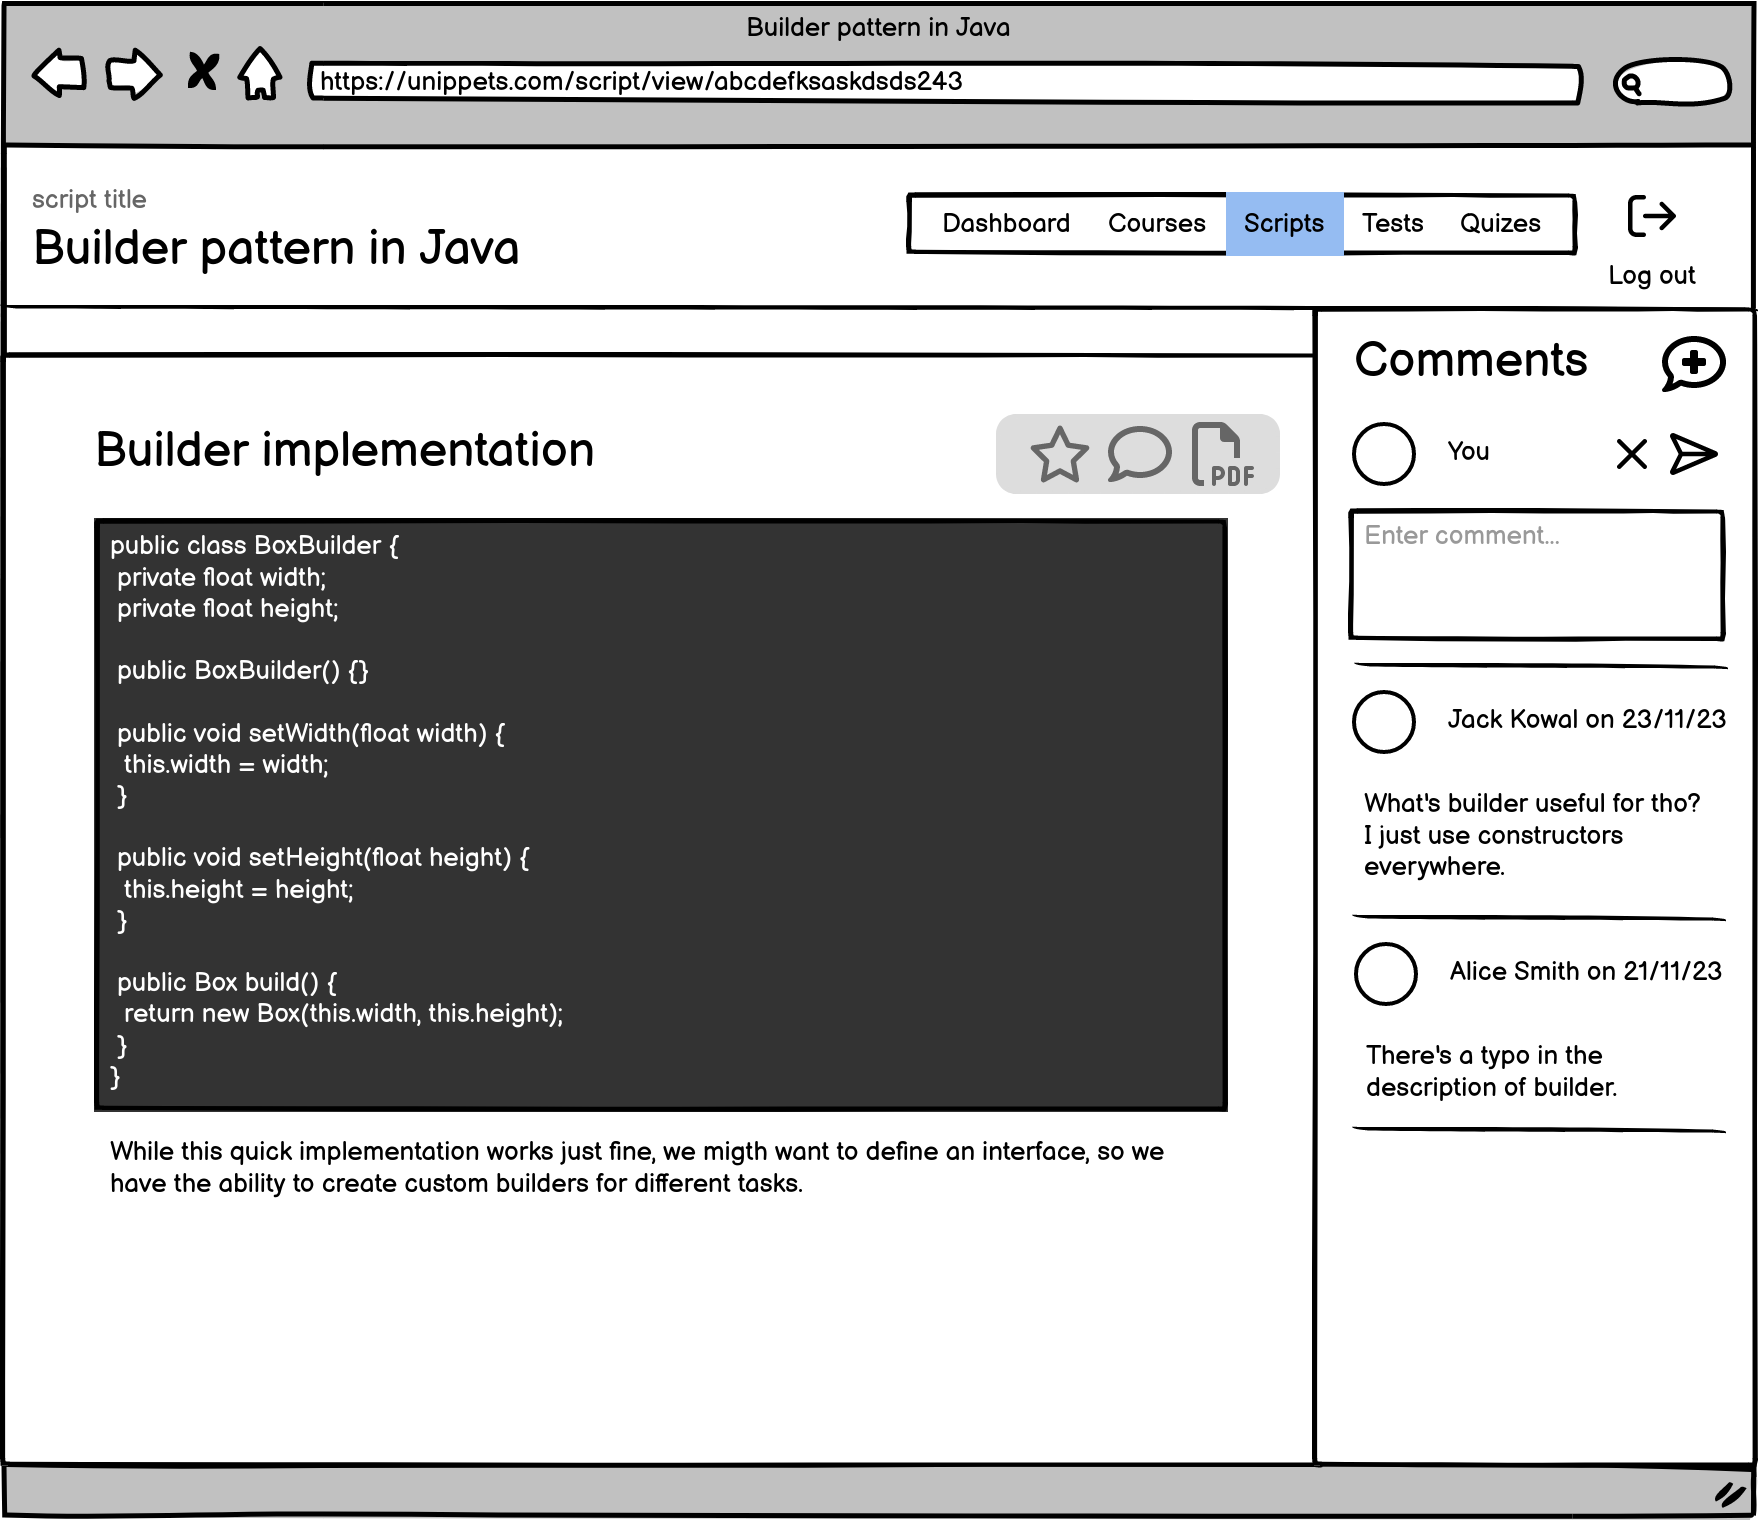 Builder pattern in Java
https://unippets.com/script/view/abcdefksaskdsds243
script title
Builder pattern in Java
Dashboard Courses Scripts Tests Quizes
Log out
Builder implementation
PDF
public class BoxBuilder {
private float width;
private float height;
public BoxBuilder() {}
public void setWidth(float width) {
this.width = width;
}
public void setHeight(float height) {
this.height = height;
}
public Box build() {
return new Box(this.width, this.height);
}
}
While this quick implementation works just fine, we migth want to define an interface, so we
have the ability to create custom builders for different tasks.
Comments
You
Enter comment...
Jack Kowal on 23/11/23
What's builder useful for tho?
I just use constructors
everywhere.
Alice Smith on 21/11/23
There's a typo in the
description of builder.